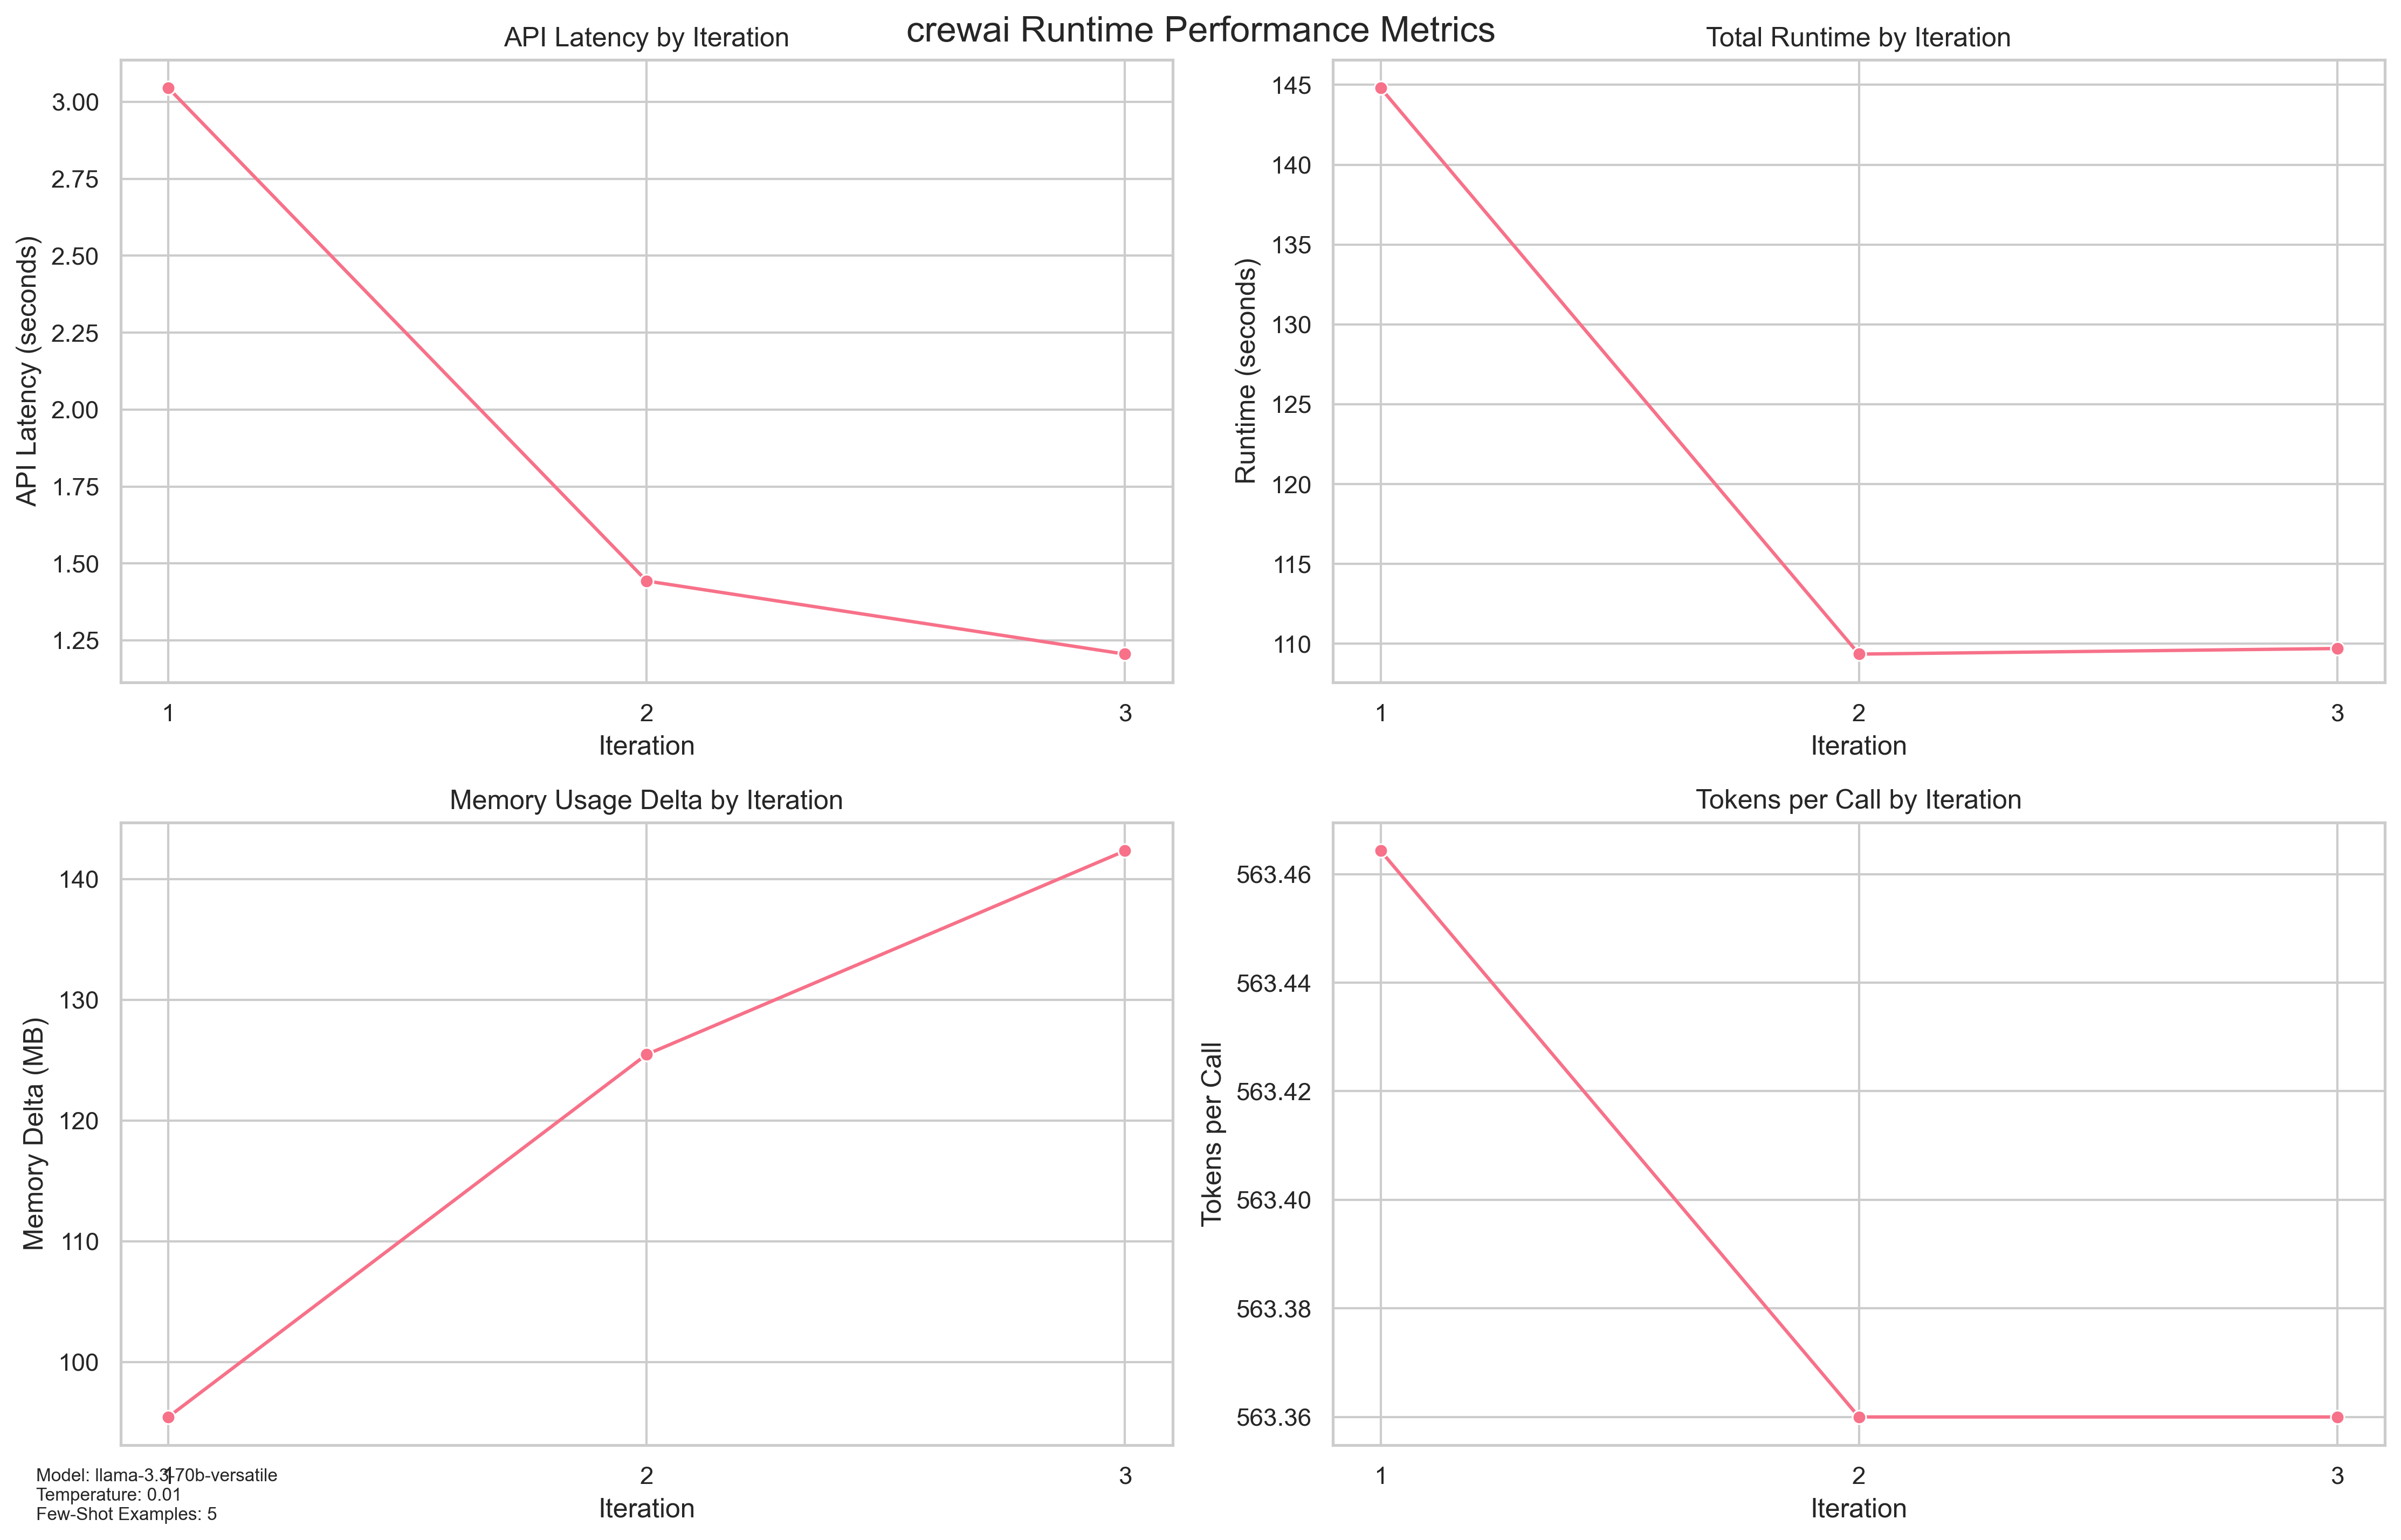 crewai Runtime Performance Metrics
API Latency by Iteration
API Latency (seconds)
3.00
2.75
2.50
2.25
2.00
1.75
1.50
1.25
1 2 3
Iteration
Total Runtime by Iteration
Runtime (seconds)
145
140
135
130
125
120
115
110
1 2 3
Iteration
Memory Usage Delta by Iteration
Memory Delta (MB)
140
130
120
110
100
1 2 3
Iteration
Tokens per Call by Iteration
Tokens per Call
563.46
563.44
563.42
563.40
563.38
563.36
1 2 3
Iteration
Model: llama-3.3-70b-versatile
Temperature: 0.01
Few-Shot Examples: 5